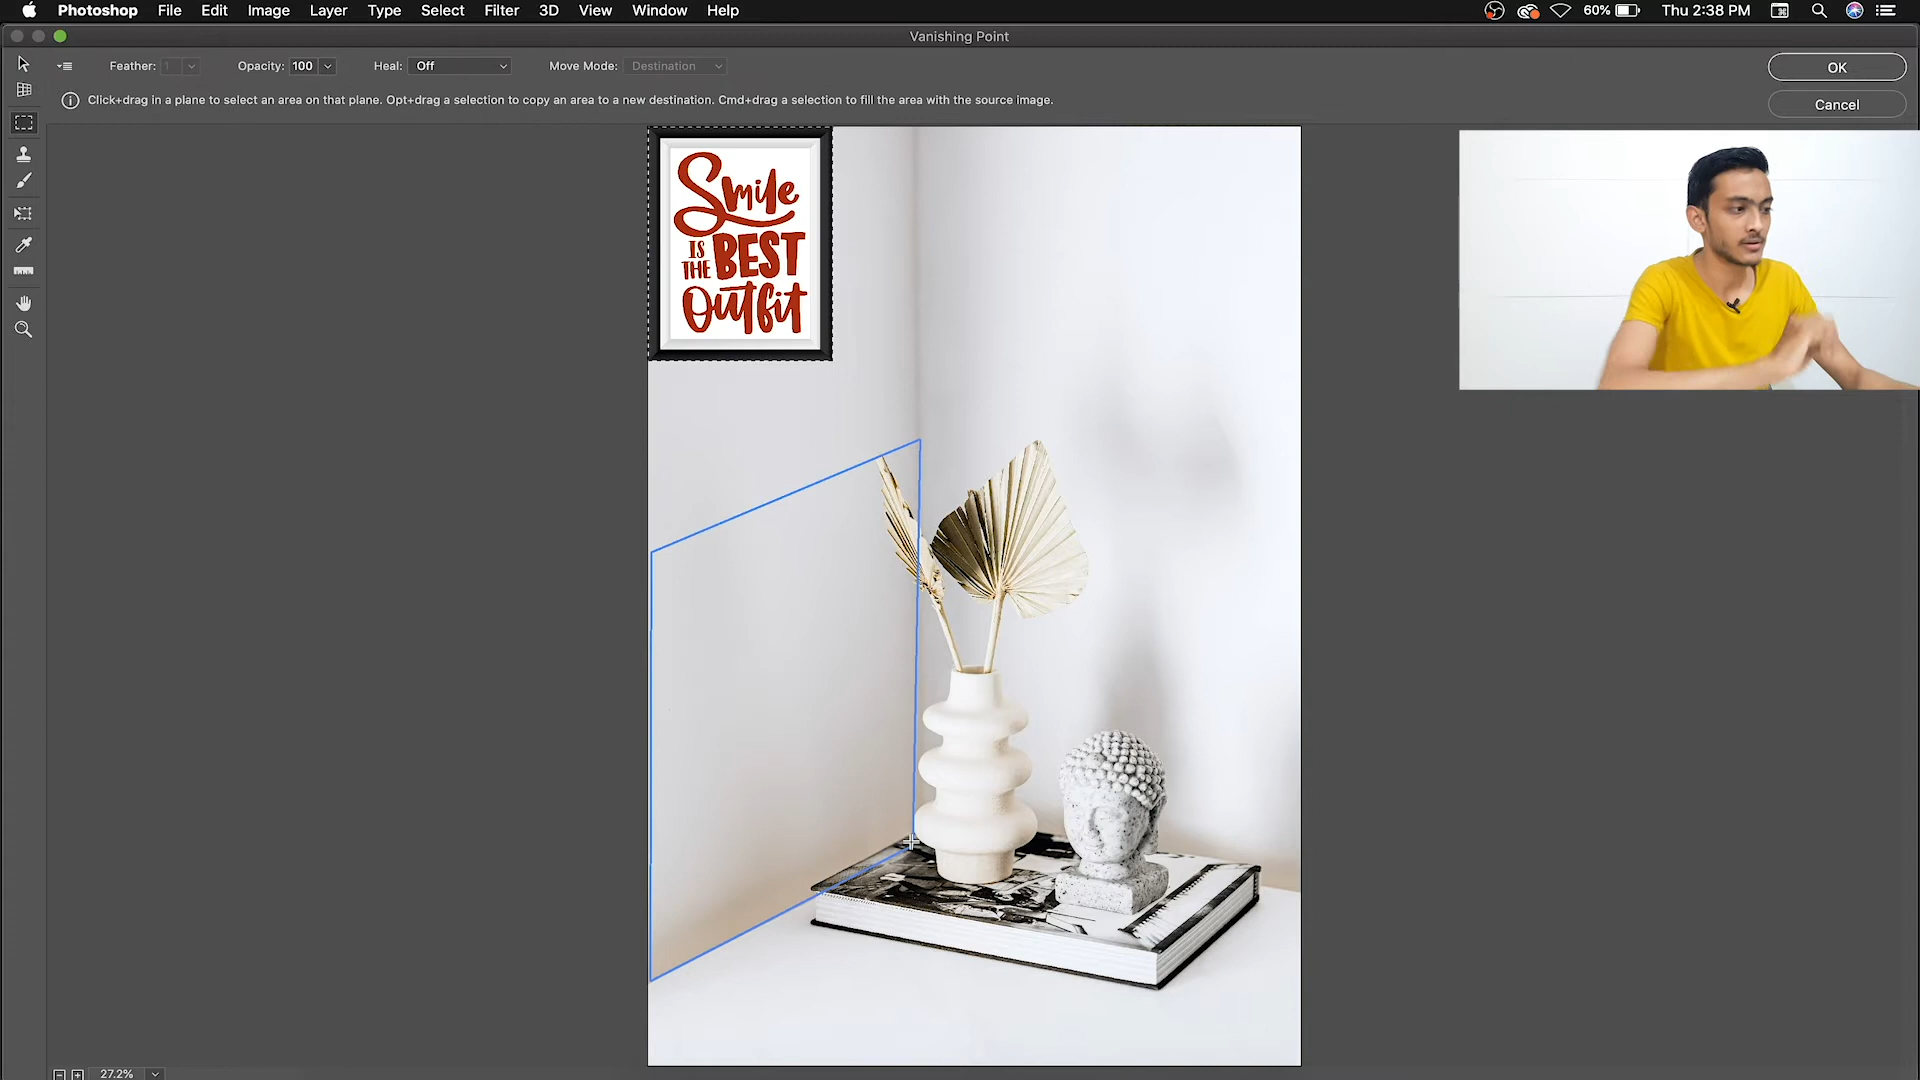 Photoshop File Edit Image Layer Type Select Filter 3D View Window Help 60% Thu 2:38 PM
Vanishing Point
Feather: 1 Opacity: 100 Heal: Off Move Mode: Destination OK
Click+drag in a plane to select an area on that plane. Opt+drag a selection to copy an area to a new destination. Cmd+drag a selection to fill the area with the source image. Cancel
Smile
IS
THE BEST
Outfit
27.2%